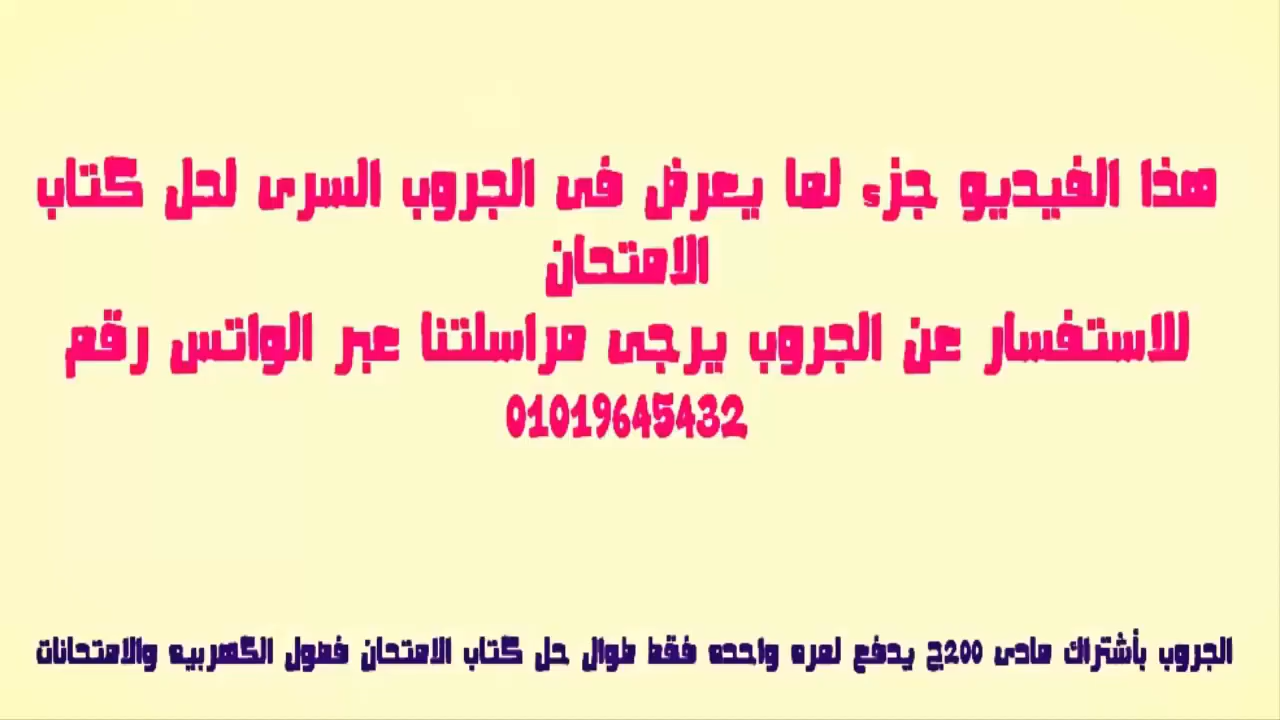 هذا الفيديو جزء لما يعرض فى الجروب السرى لحل كتاب
الامتحان
للاستفسار عن الجروب يرجى مراسلتنا عبر الواتس رقم
01019645432
الجروب بأشتراك مادى 200ج يدفع لمره واحده فقط طوال حل كتاب الامتحان فصول الكهربيه والامتحانات